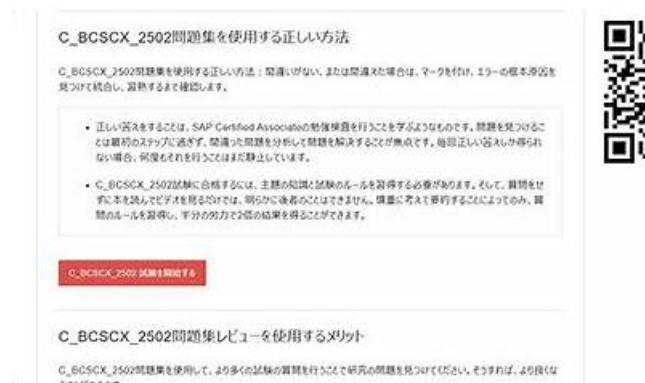 C_BCSCX_2502問題集を使用する正しい方法
C_BCSCX_2502問題集を使用する正しい方法：間違いがない、または間違えた場合は、マークを付け、エラーの根本原因を
見つけて統合し、習熟するまで確認します。
正しい答えをすることは、SAP Certified Associateの勉強検査を行うことを学ぶようなものです。問題を見つけるこ
とは最初のステップに過ぎず、間違った問題を分析して問題を解決することが焦点です。毎回正しい答えしか得られ
ない場合、何度もそれを行うことはまだ静止しています。
C_BCSCX_2502試験に合格するには、主題の知識と試験のルールを習得する必要があります。そして、質問をせ
ずに本を読んでビデオを見るだけでは、明らかに後者のことはできません。慎重に考えて要約することによってのみ、質
問のルールを習得し、半分の労力で2倍の結果を得ることができます。
C_BCSCX_2502 試験を開始する
C_BCSCX_2502問題集レビューを使用するメリット
C_BCSCX_2502問題集を使用して、より多くの試験の質問を行うことで研究の問題を見つけてください。そうすれば、より良くな